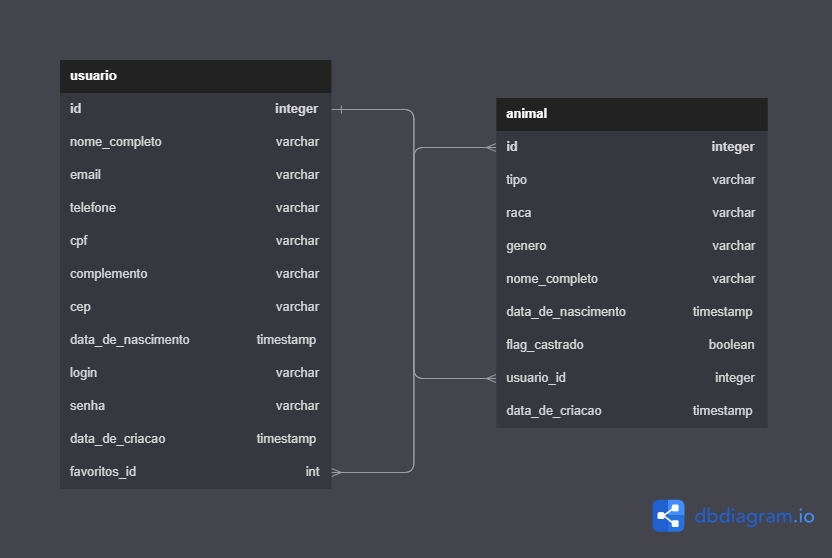 usuario
id integer
nome_completo varchar
email varchar
telefone varchar
cpf varchar
complemento varchar
cep varchar
data_de_nascimento timestamp
login varchar
senha varchar
data_de_criacao timestamp
favoritos_id int
animal
id integer
tipo varchar
raca varchar
genero varchar
nome_completo varchar
data_de_nascimento timestamp
flag_castrado boolean
usuario_id integer
data_de_criacao timestamp
dbdiagram.io